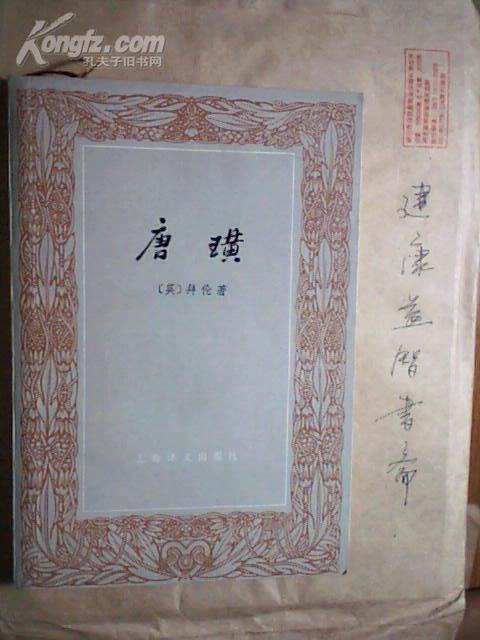 Kongfz.com
孔夫子旧书网
唐璜
〔英〕拜伦著
上海译文出版社
建康益智書斋